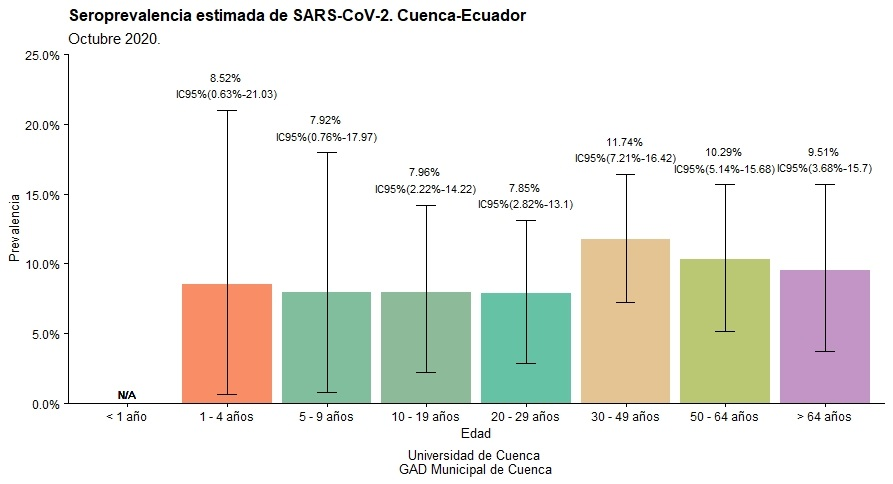 Seroprevalencia estimada de SARS-CoV-2. Cuenca-Ecuador
Octubre 2020.
25.0%
20.0%
15.0%
10.0%
5.0%
0.0%
Prevalencia
N/A
8.52%
IC95%(0.63%-21.03)
7.92%
IC95%(0.76%-17.97)
7.96%
IC95%(2.22%-14.22)
7.85%
IC95%(2.82%-13.1)
11.74%
IC95%(7.21%-16.42)
10.29%
IC95%(5.14%-15.68)
9.51%
IC95%(3.68%-15.7)
< 1 año
1 - 4 años
5 - 9 años
10 - 19 años
20 - 29 años
30 - 49 años
50 - 64 años
> 64 años
Edad
Universidad de Cuenca
GAD Municipal de Cuenca